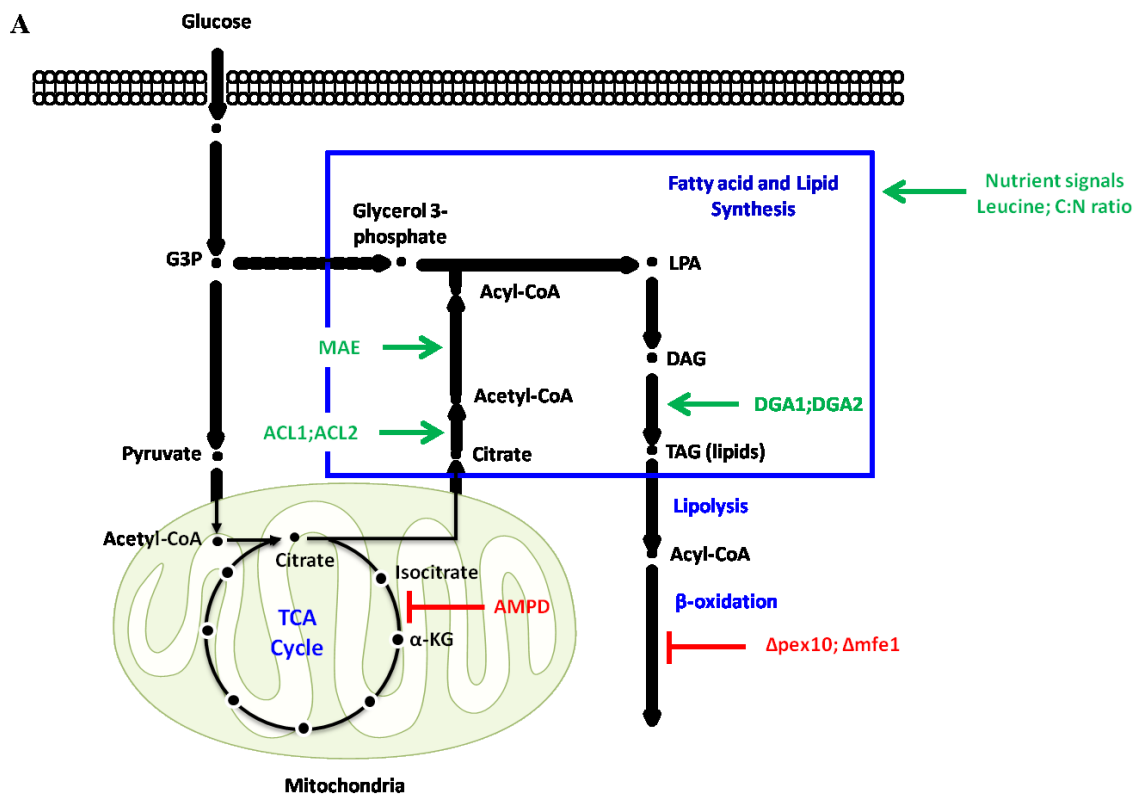 A
Glucose
Fatty acid and Lipid
Synthesis
Nutrient signals
Leucine; C:N ratio
Glycerol 3-
phosphate
G3P
LPA
Acyl-CoA
MAE
DAG
Acetyl-CoA
DGA1;DGA2
ACL1;ACL2
Pyruvate
Citrate
TAG (lipids)
Lipolysis
Acetyl-CoA
Citrate
Acyl-CoA
Isocitrate
β-oxidation
AMPD
TCA
Cycle
α-KG
Δpex10; Δmfe1
Mitochondria